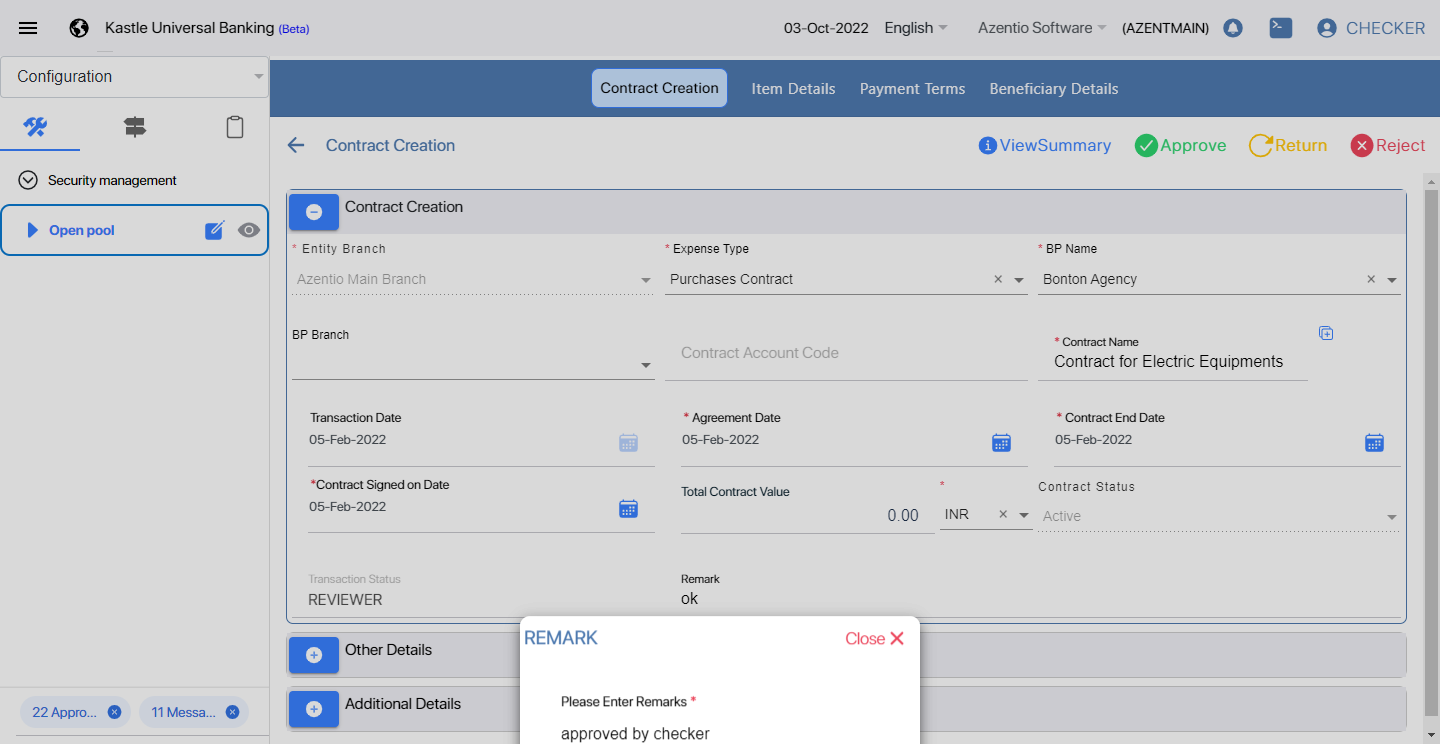 Kastle Universal Banking (Beta)
03-Oct-2022 English Azentio Software (AZENTMAIN) CHECKER
Configuration
Contract Creation Item Details Payment Terms Beneficiary Details
Contract Creation
ViewSummary Approve Return Reject
Security management
Open pool
Contract Creation
* Entity Branch * Expense Type * BP Name
Azentio Main Branch Purchases Contract × Bonton Agency ×
BP Branch
Contract Account Code
* Contract Name
Contract for Electric Equipments
Transaction Date * Agreement Date * Contract End Date
05-Feb-2022 05-Feb-2022 05-Feb-2022
*Contract Signed on Date Total Contract Value * Contract Status
05-Feb-2022 0.00 INR × Active
Transaction Status Remark
REVIEWER ok
REMARK Close
Other Details
Please Enter Remarks *
Additional Details
22 Appro... 11 Messa...
approved by checker